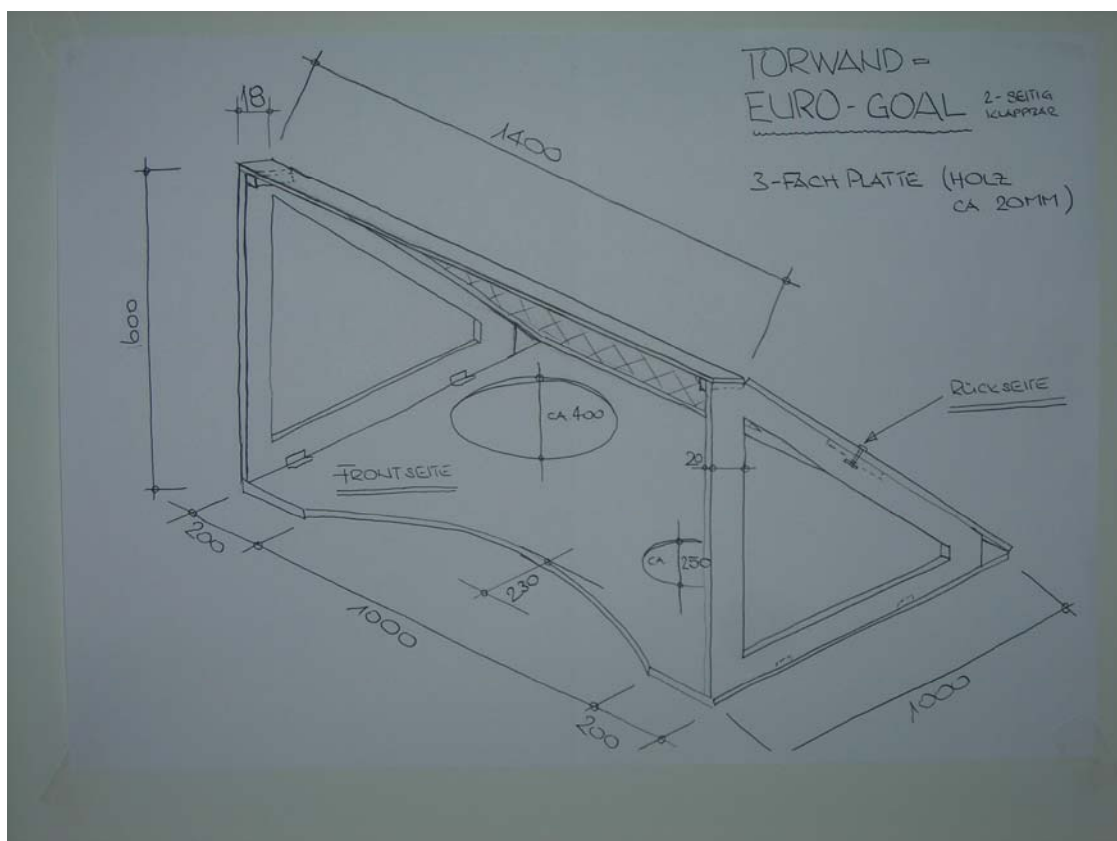 TORWAND -
EURO - GOAL 2-SEITIG
KLAPPBAR
3-FACH PLATTE (HOLZ
CA 20MM)
18
1400
600
RÜCKSEITE
CA 400
20
FRONTSEITE
CA 250
230
200
1000
200
1000